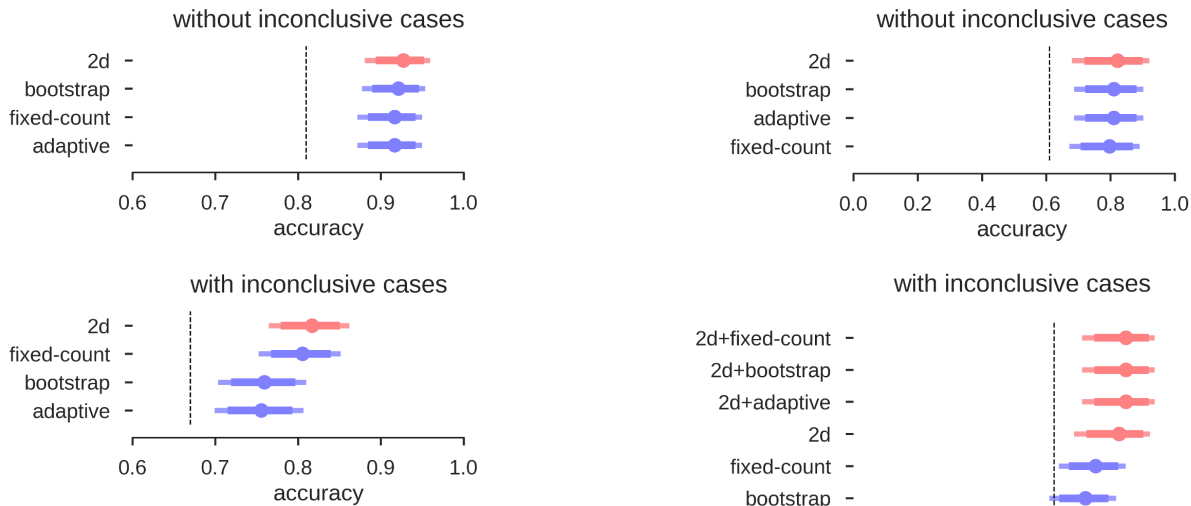 without inconclusive cases
2d
bootstrap
fixed-count
adaptive
0.6 0.7 0.8 0.9 1.0
accuracy
with inconclusive cases
2d
fixed-count
bootstrap
adaptive
0.6 0.7 0.8 0.9 1.0
accuracy
without inconclusive cases
2d
bootstrap
adaptive
fixed-count
0.0 0.2 0.4 0.6 0.8 1.0
accuracy
with inconclusive cases
2d+fixed-count
2d+bootstrap
2d+adaptive
2d
fixed-count
bootstrap